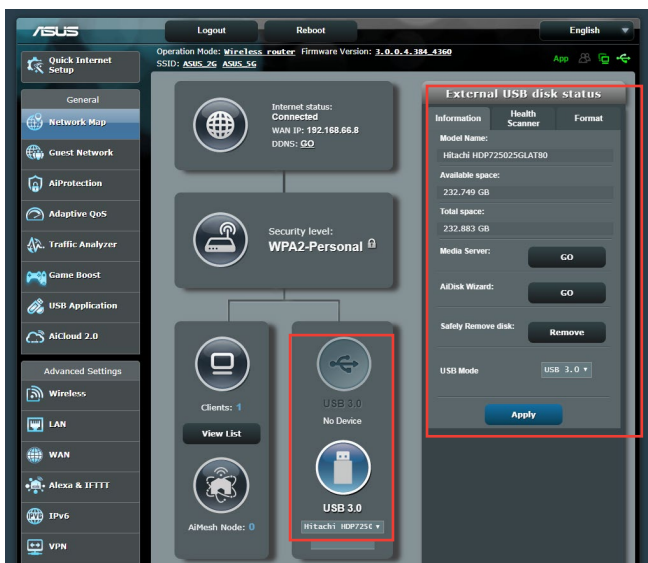 ASUS
Logout
Reboot
English
Quick Internet
Setup
Operation Mode: Wireless router Firmware Version: 3.0.0.4.384_4360
SSID: ASUS_2G ASUS_5G
App
General
Network Map
Guest Network
AiProtection
Adaptive QoS
Traffic Analyzer
Game Boost
USB Application
AiCloud 2.0
Advanced Settings
Wireless
LAN
WAN
Alexa & IFTTT
IPv6
VPN
Internet status:
Connected
WAN IP: 192.168.66.8
DDNS: GO
Security level:
WPA2-Personal
Clients: 1
View List
AiMesh Node: 0
USB 3.0
No Device
USB 3.0
Hitachi HDP725C
External USB disk status
Information
Health
Scanner
Format
Model Name:
Hitachi HDP725025GLAT80
Available space:
232.749 GB
Total space:
232.883 GB
Media Server:
GO
AiDisk Wizard:
GO
Safely Remove disk:
Remove
USB Mode
USB 3.0
Apply